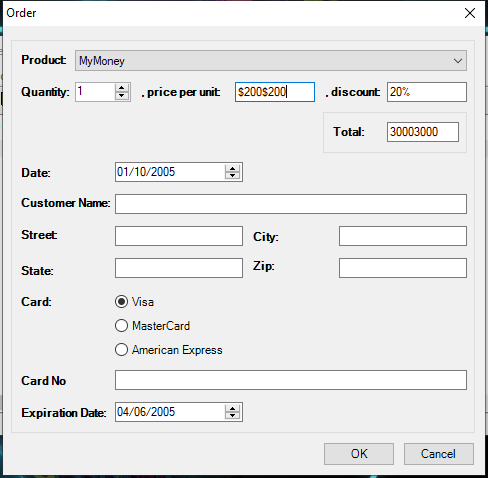 Order
Product: MyMoney
Quantity: 1 , price per unit: $200$200 , discount: 20%
Total: 30003000
Date: 01/10/2005
Customer Name:
Street: City:
State: Zip:
Card: Visa
MasterCard
American Express
Card No
Expiration Date: 04/06/2005
OK Cancel